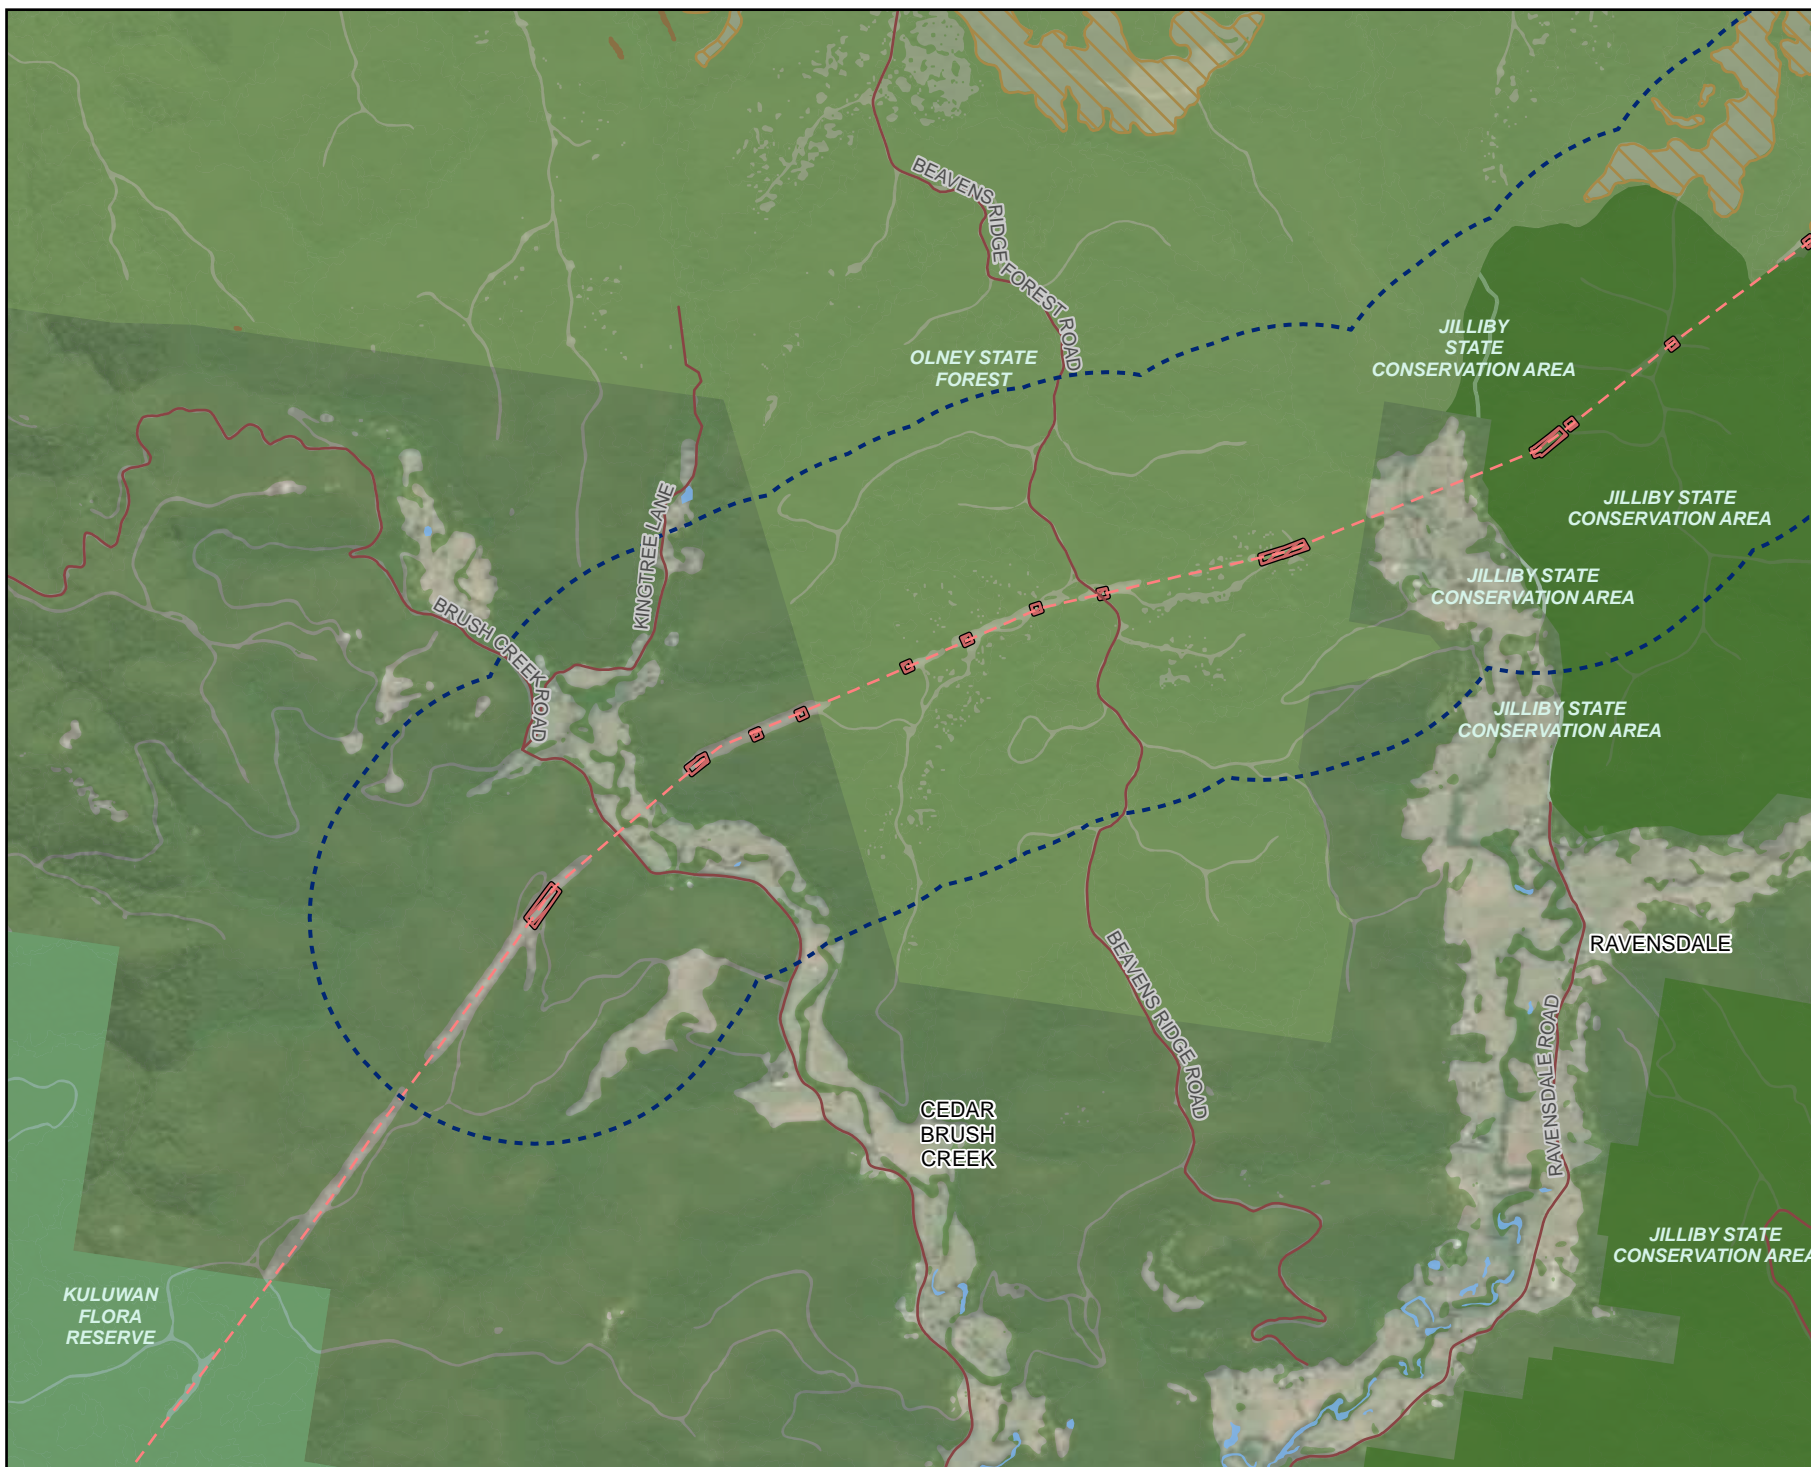 BEAVENS RIDGE FOREST ROAD
OLNEY STATE
FOREST
JILLIBY
STATE
CONSERVATION AREA
JILLIBY STATE
CONSERVATION AREA
KINGTREE LANE
JILLIBY STATE
CONSERVATION AREA
BRUSH CREEK ROAD
JILLIBY STATE
CONSERVATION AREA
RAVENSDALE
BEAVENS RIDGE ROAD
RAVENSDALE ROAD
CEDAR
BRUSH
CREEK
JILLIBY STATE
CONSERVATION AREA
KULUWAN
FLORA
RESERVE